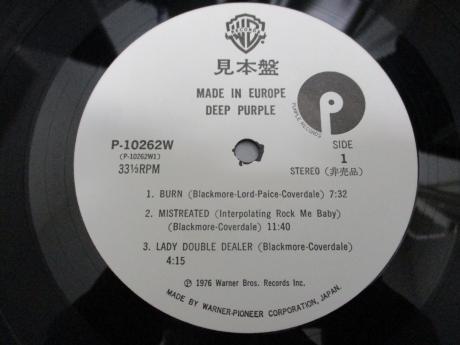 WB
見本盤
MADE IN EUROPE
DEEP PURPLE
P
PURPLE RECORDS
P-10262W
(P-10262W1)
33⅓RPM
SIDE
1
STEREO (非売品)
1. BURN (Blackmore-Lord-Paice-Coverdale) 7:32
2. MISTREATED (Interpolating Rock Me Baby)
(Blackmore-Coverdale) 11:40
3. LADY DOUBLE DEALER (Blackmore-Coverdale)
4:15
℗ 1976 Warner Bros. Records Inc.
MADE BY WARNER-PIONEER CORPORATION, JAPAN.